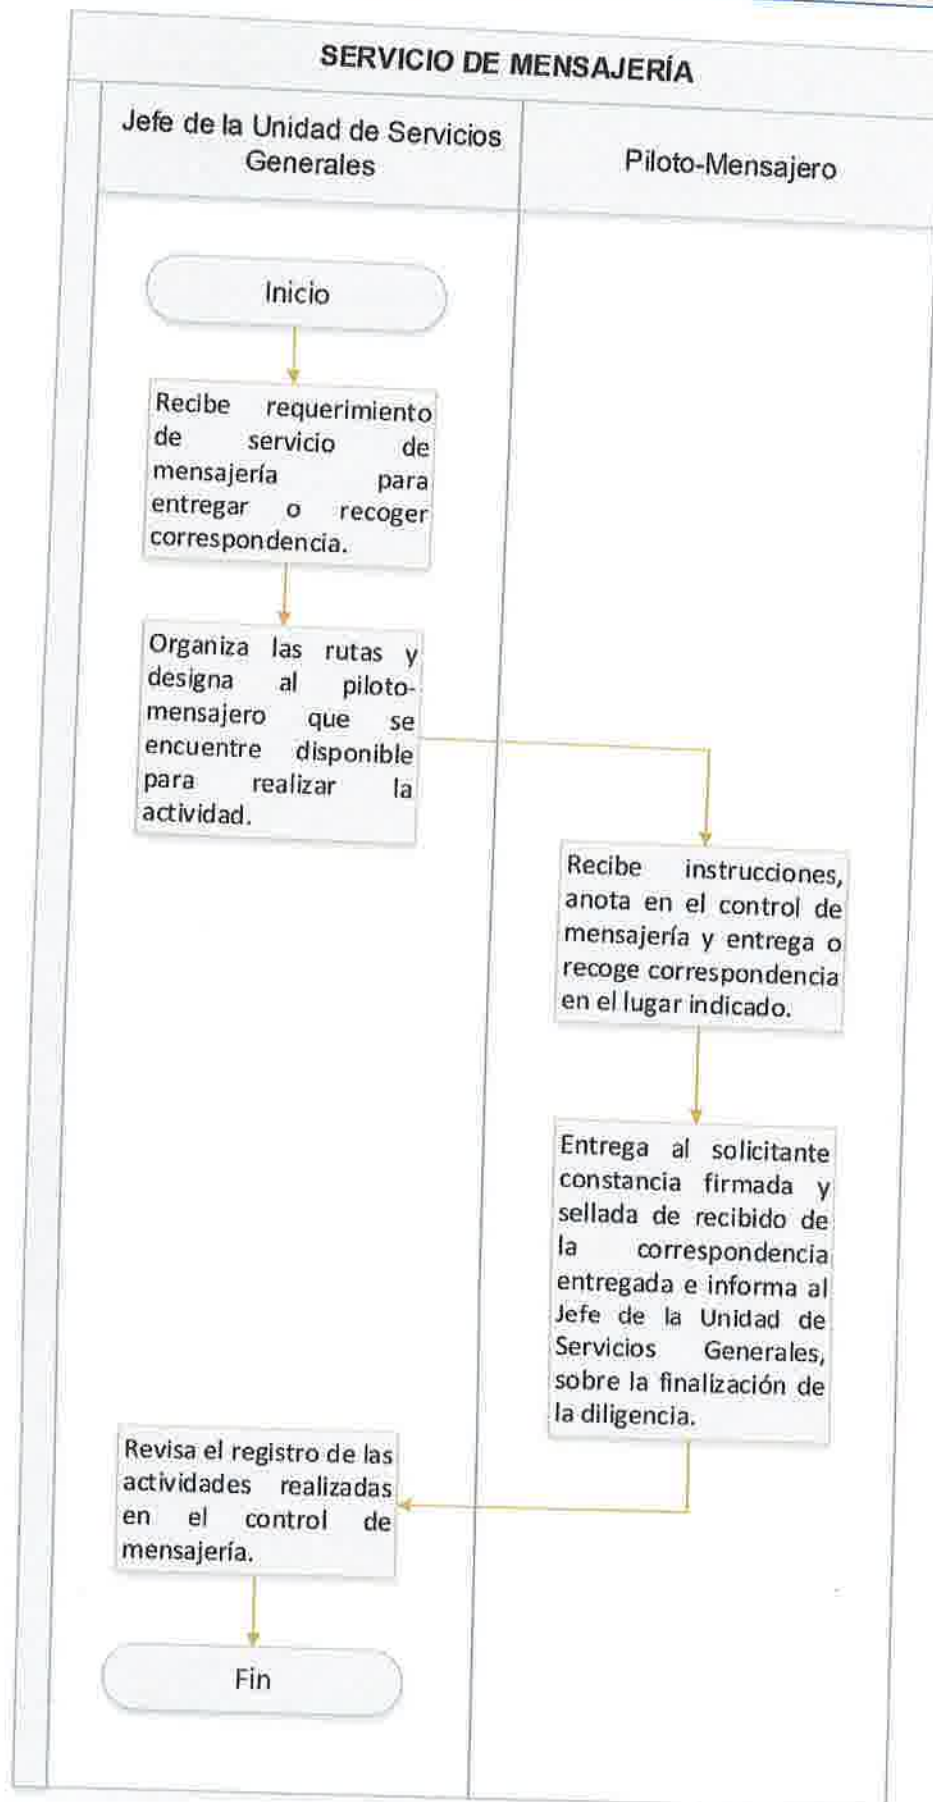 SERVICIO DE MENSAJERÍA
Jefe de la Unidad de Servicios
Generales
Piloto-Mensajero
Inicio
Recibe requerimiento
de servicio de
mensajería para
entregar o recoger
correspondencia.
Organiza las rutas y
designa al piloto-
mensajero que se
encuentre disponible
para realizar la
actividad.
Recibe instrucciones,
anota en el control de
mensajería y entrega o
recoge correspondencia
en el lugar indicado.
Entrega al solicitante
constancia firmada y
sellada de recibido de
la correspondencia
entregada e informa al
Jefe de la Unidad de
Servicios Generales,
sobre la finalización de
la diligencia.
Revisa el registro de las
actividades realizadas
en el control de
mensajería.
Fin